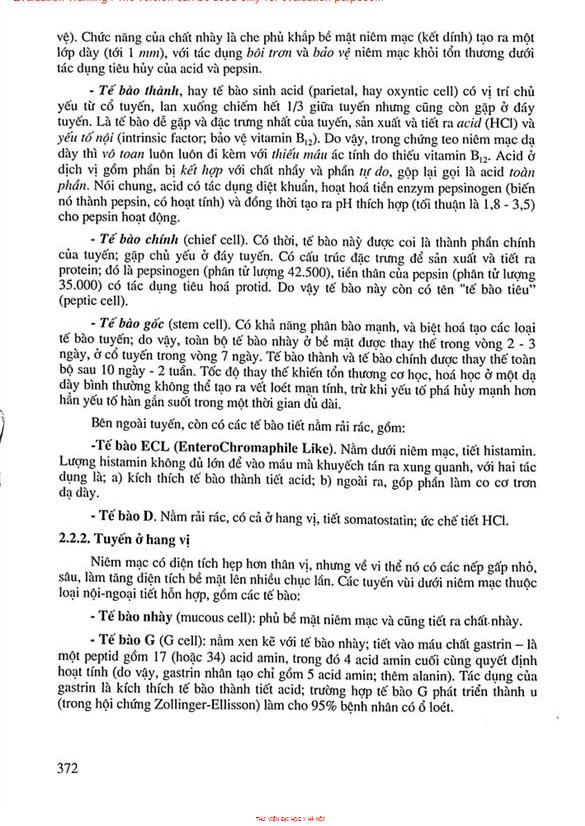 vệ). Chức năng của chất nhày là che phủ khắp bề mặt niêm mạc (kết dính) tạo ra một
lớp dày (tới 1 mm), với tác dụng bôi trơn và bảo vệ niêm mạc khỏi tổn thương dưới
tác dụng tiêu hủy của acid và pepsin.
- Tế bào thành, hay tế bào sinh acid (parietal, hay oxyntic cell) có vị trí chủ
yếu từ cổ tuyến, lan xuống chiếm hết 1/3 giữa tuyến nhưng cũng còn gặp ở đáy
tuyến. Là tế bào dễ gặp và đặc trưng nhất của tuyến, sản xuất và tiết ra acid (HCl) và
yếu tố nội (intrinsic factor; bảo vệ vitamin B12). Do vậy, trong chứng teo niêm mạc dạ
dày thì vô toan luôn luôn đi kèm với thiếu máu ác tính do thiếu vitamin B12. Acid ở
dịch vị gồm phần bị kết hợp với chất nhầy và phần tự do, gộp lại gọi là acid toàn
phần. Nói chung, acid có tác dụng diệt khuẩn, hoạt hoá tiền enzym pepsinogen (biến
nó thành pepsin, có hoạt tính) và đồng thời tạo ra pH thích hợp (tối thuận là 1,8 - 3,5)
cho pepsin hoạt động.
- Tế bào chính (chief cell). Có thời, tế bào này được coi là thành phần chính
của tuyến; gặp chủ yếu ở đáy tuyến. Có cấu trúc đặc trưng để sản xuất và tiết ra
protein; đó là pepsinogen (phân tử lượng 42.500), tiền thân của pepsin (phân tử lượng
35.000) có tác dụng tiêu hoá protid. Do vậy tế bào này còn có tên "tế bào tiêu”
(peptic cell).
- Tế bào gốc (stem cell). Có khả năng phân bào mạnh, và biệt hoá tạo các loại
tế bào tuyến; do vậy, toàn bộ tế bào nhày ở bề mặt được thay thế trong vòng 2 - 3
ngày, ở cổ tuyến trong vòng 7 ngày. Tế bào thành và tế bào chính được thay thế toàn
bộ sau 10 ngày - 2 tuần. Tốc độ thay thế khiến tổn thương cơ học, hoá học ở một dạ
dày bình thường không thể tạo ra vết loét mạn tính, trừ khi yếu tố phá hủy mạnh hơn
hẳn yếu tố hàn gắn suốt trong một thời gian đủ dài.
Bên ngoài tuyến, còn có các tế bào tiết nằm rải rác, gồm:
-Tế bào ECL (EnteroChromaphile Like). Nằm dưới niêm mạc, tiết histamin.
Lượng histamin không đủ lớn để vào máu mà khuyếch tán ra xung quanh, với hai tác
dụng là; a) kích thích tế bào thành tiết acid; b) ngoài ra, góp phần làm co cơ trơn
dạ dày.
- Tế bào D. Nằm rải rác, có cả ở hang vị, tiết somatostatin; ức chế tiết HCl.
2.2.2. Tuyến ở hang vị
Niêm mạc có diện tích hẹp hơn thân vị, nhưng về vi thể nó có các nếp gấp nhỏ,
sâu, làm tăng diện tích bề mặt lên nhiều chục lần. Các tuyến vùi dưới niêm mạc thuộc
loại nội-ngoại tiết hỗn hợp, gồm các tế bào:
- Tế bào nhày (mucous cell): phủ bề mặt niêm mạc và cũng tiết ra chất nhày.
- Tế bào G (G cell): nằm xen kẽ với tế bào nhày; tiết vào máu chất gastrin – là
một peptid gồm 17 (hoặc 34) acid amin, trong đó 4 acid amin cuối cùng quyết định
hoạt tính (do vậy, gastrin nhân tạo chỉ gồm 5 acid amin; thêm alanin). Tác dụng của
gastrin là kích thích tế bào thành tiết acid; trường hợp tế bào G phát triển thành u
(trong hội chứng Zollinger-Ellisson) làm cho 95% bệnh nhân có ổ loét.
372
THƯ VIỆN ĐẠI HỌC Y HÀ NỘI